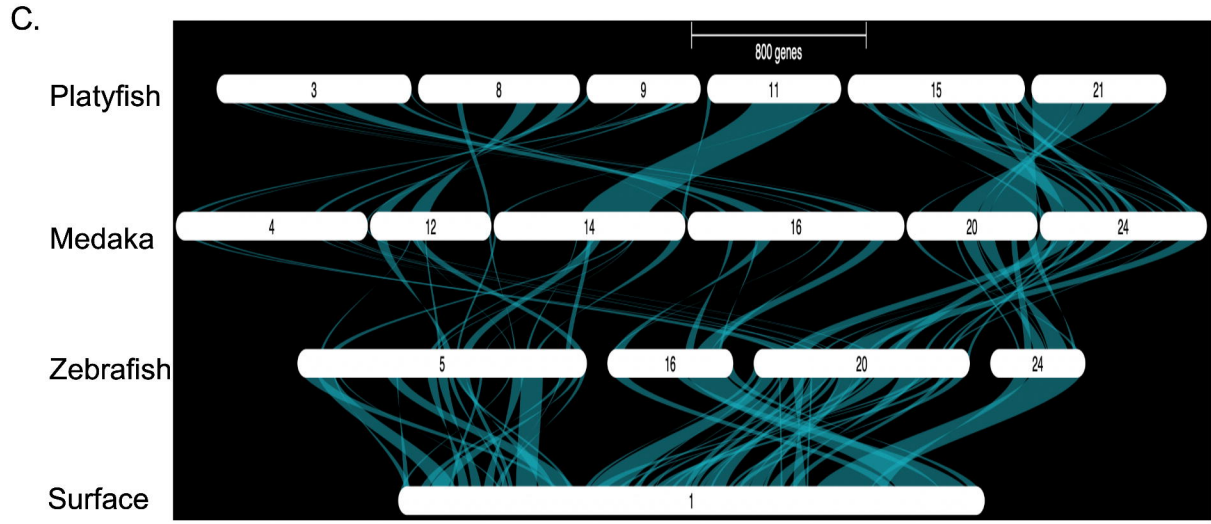 C.
800 genes
Platyfish 3 8 9 11 15 21
Medaka 4 12 14 16 20 24
Zebrafish 5 16 20 24
Surface 1